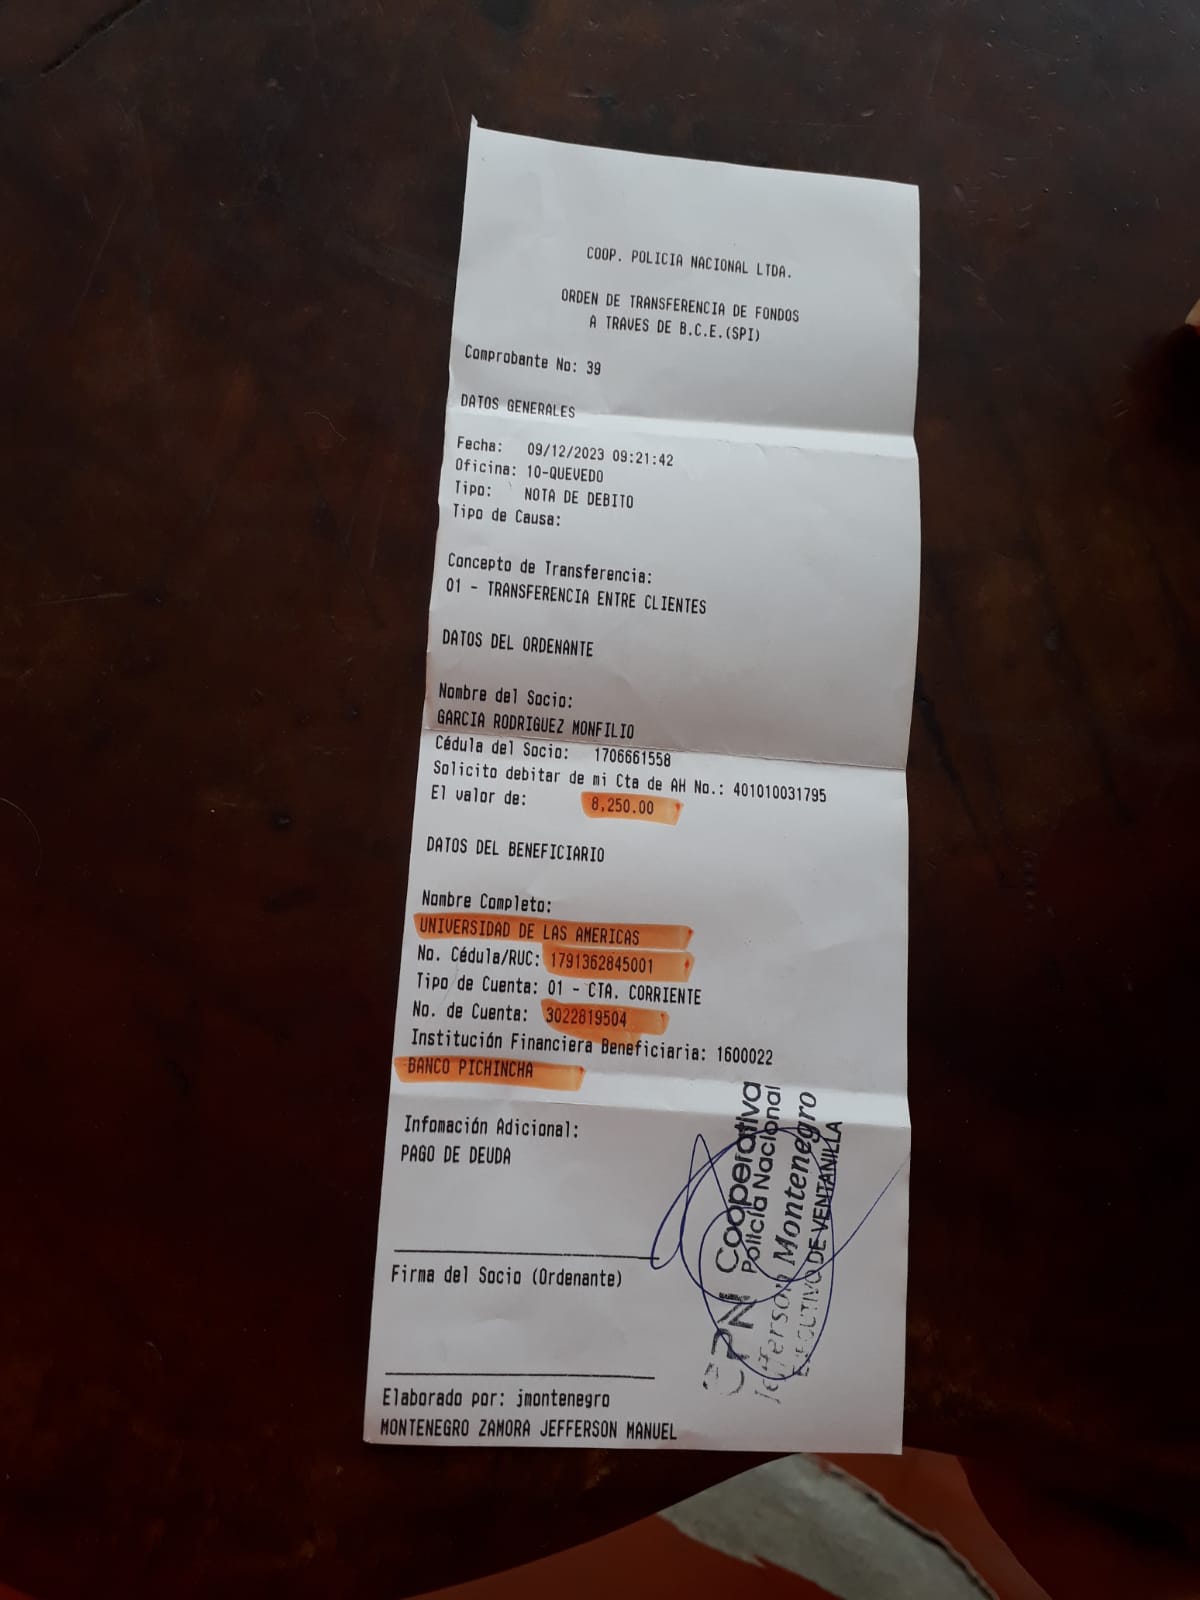 COOP. POLICIA NACIONAL LTDA.
ORDEN DE TRANSFERENCIA DE FONDOS
A TRAVES DE B.C.E.(SPI)
Comprobante No: 39
DATOS GENERALES
Fecha: 09/12/2023 09:21:42
Oficina: 10-QUEVEDO
Tipo: NOTA DE DEBITO
Tipo de Causa:
Concepto de Transferencia:
01 - TRANSFERENCIA ENTRE CLIENTES
DATOS DEL ORDENANTE
Nombre del Socio:
GARCIA RODRIGUEZ MONFILIO
Cédula del Socio: 1706661558
Solicito debitar de mi Cta de AH No.: 401010031795
El valor de: 8,250.00
DATOS DEL BENEFICIARIO
Nombre Completo:
UNIVERSIDAD DE LAS AMERICAS
No. Cédula/RUC: 1791362845001
Tipo de Cuenta: 01 - CTA. CORRIENTE
No. de Cuenta: 3022819504
Institución Financiera Beneficiaria: 1600022
BANCO PICHINCHA
Infomación Adicional:
PAGO DE DEUDA
Firma del Socio (Ordenante)
Elaborado por: jmontenegro
MONTENEGRO ZAMORA JEFFERSON MANUEL
CPN Cooperativa
Policía Nacional
Jefferson Montenegro
EJECUTIVO DE VENTANILLA